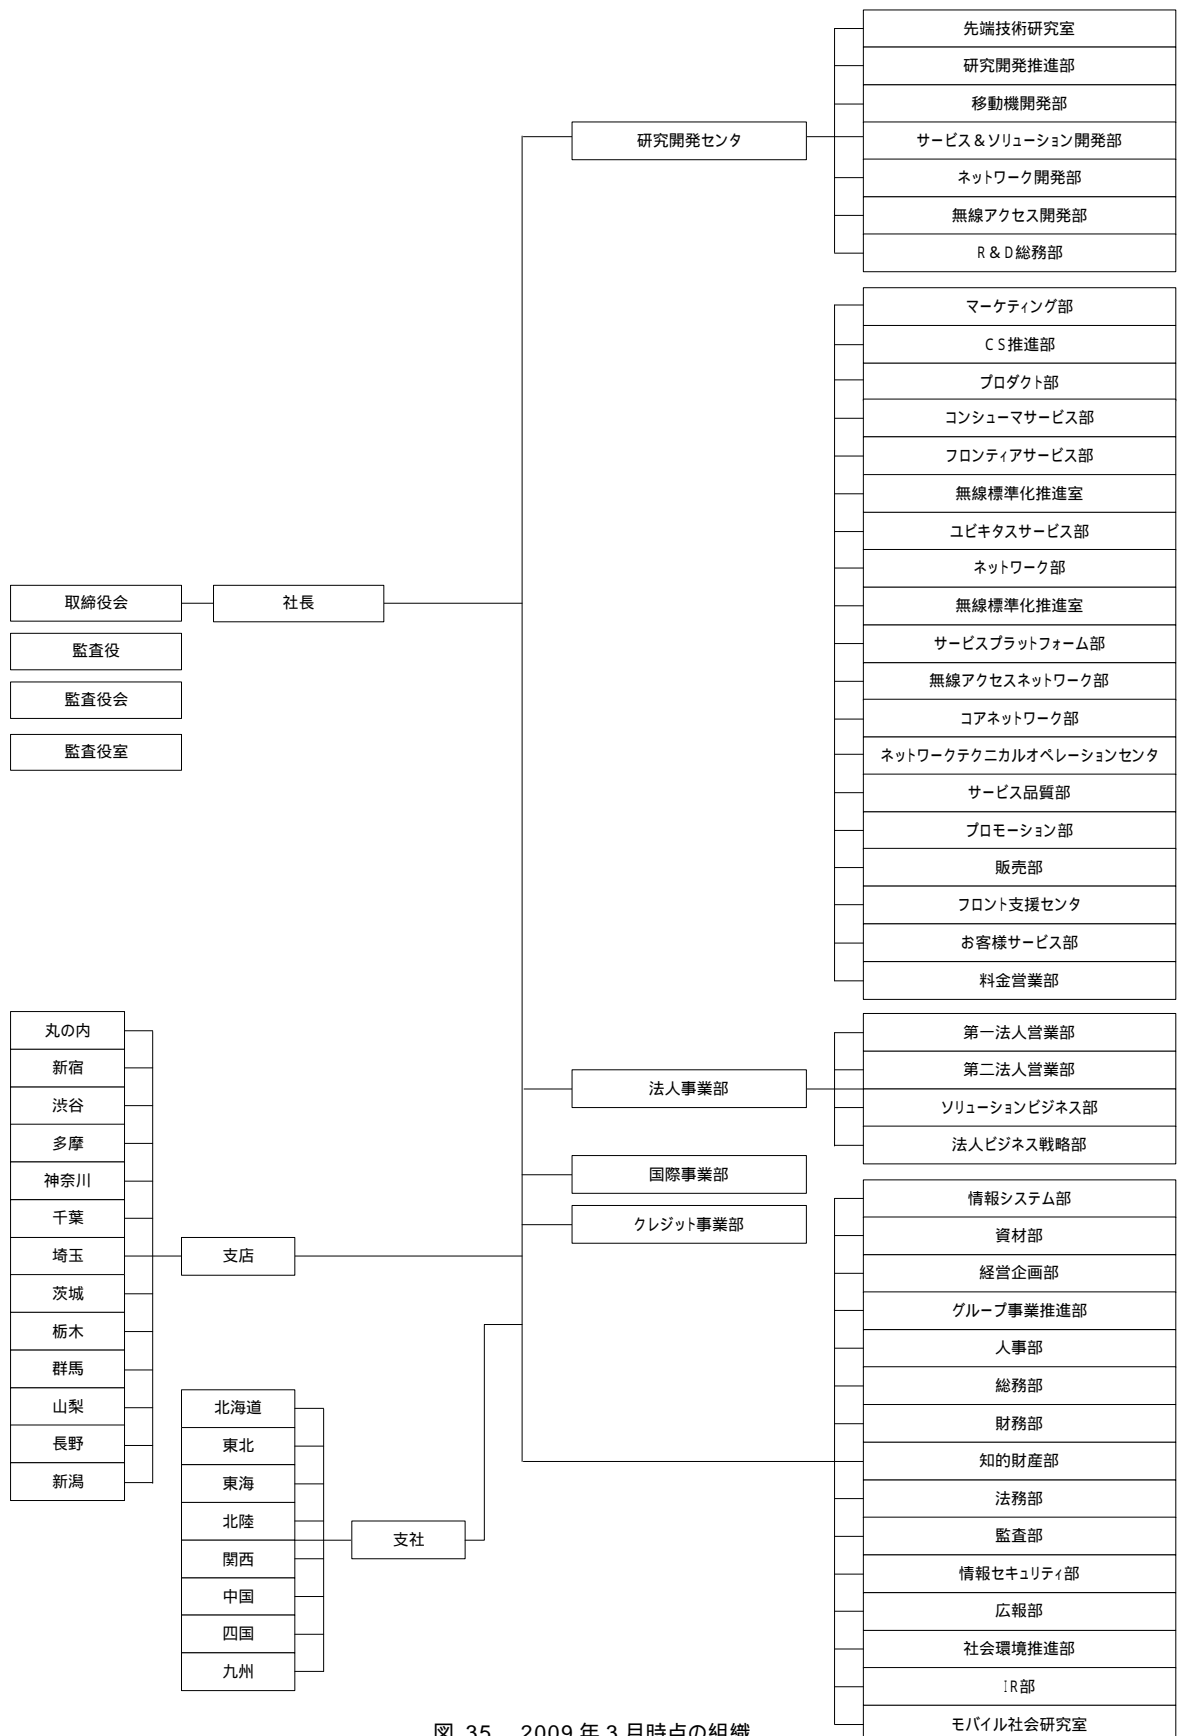 先端技術研究室
研究開発推進部
移動機開発部
研究開発センタ
サービス＆ソリューション開発部
ネットワーク開発部
無線アクセス開発部
R＆D総務部
マーケティング部
CS推進部
プロダクト部
コンシューマサービス部
フロンティアサービス部
無線標準化推進室
ユビキタスサービス部
ネットワーク部
無線標準化推進室
サービスプラットフォーム部
無線アクセスネットワーク部
コアネットワーク部
ネットワークテクニカルオペレーションセンタ
サービス品質部
プロモーション部
販売部
フロント支援センタ
お客様サービス部
料金営業部
取締役会
社長
監査役
監査役会
監査役室
第一法人営業部
第二法人営業部
法人事業部
ソリューションビジネス部
法人ビジネス戦略部
国際事業部
クレジット事業部
丸の内
新宿
渋谷
多摩
神奈川
千葉
埼玉
茨城
栃木
群馬
山梨
長野
新潟
支店
北海道
東北
東海
北陸
関西
中国
四国
九州
支社
情報システム部
資材部
経営企画部
グループ事業推進部
人事部
総務部
財務部
知的財産部
法務部
監査部
情報セキュリティ部
広報部
社会環境推進部
IR部
モバイル社会研究室
図 35 2009年3月時点の組織